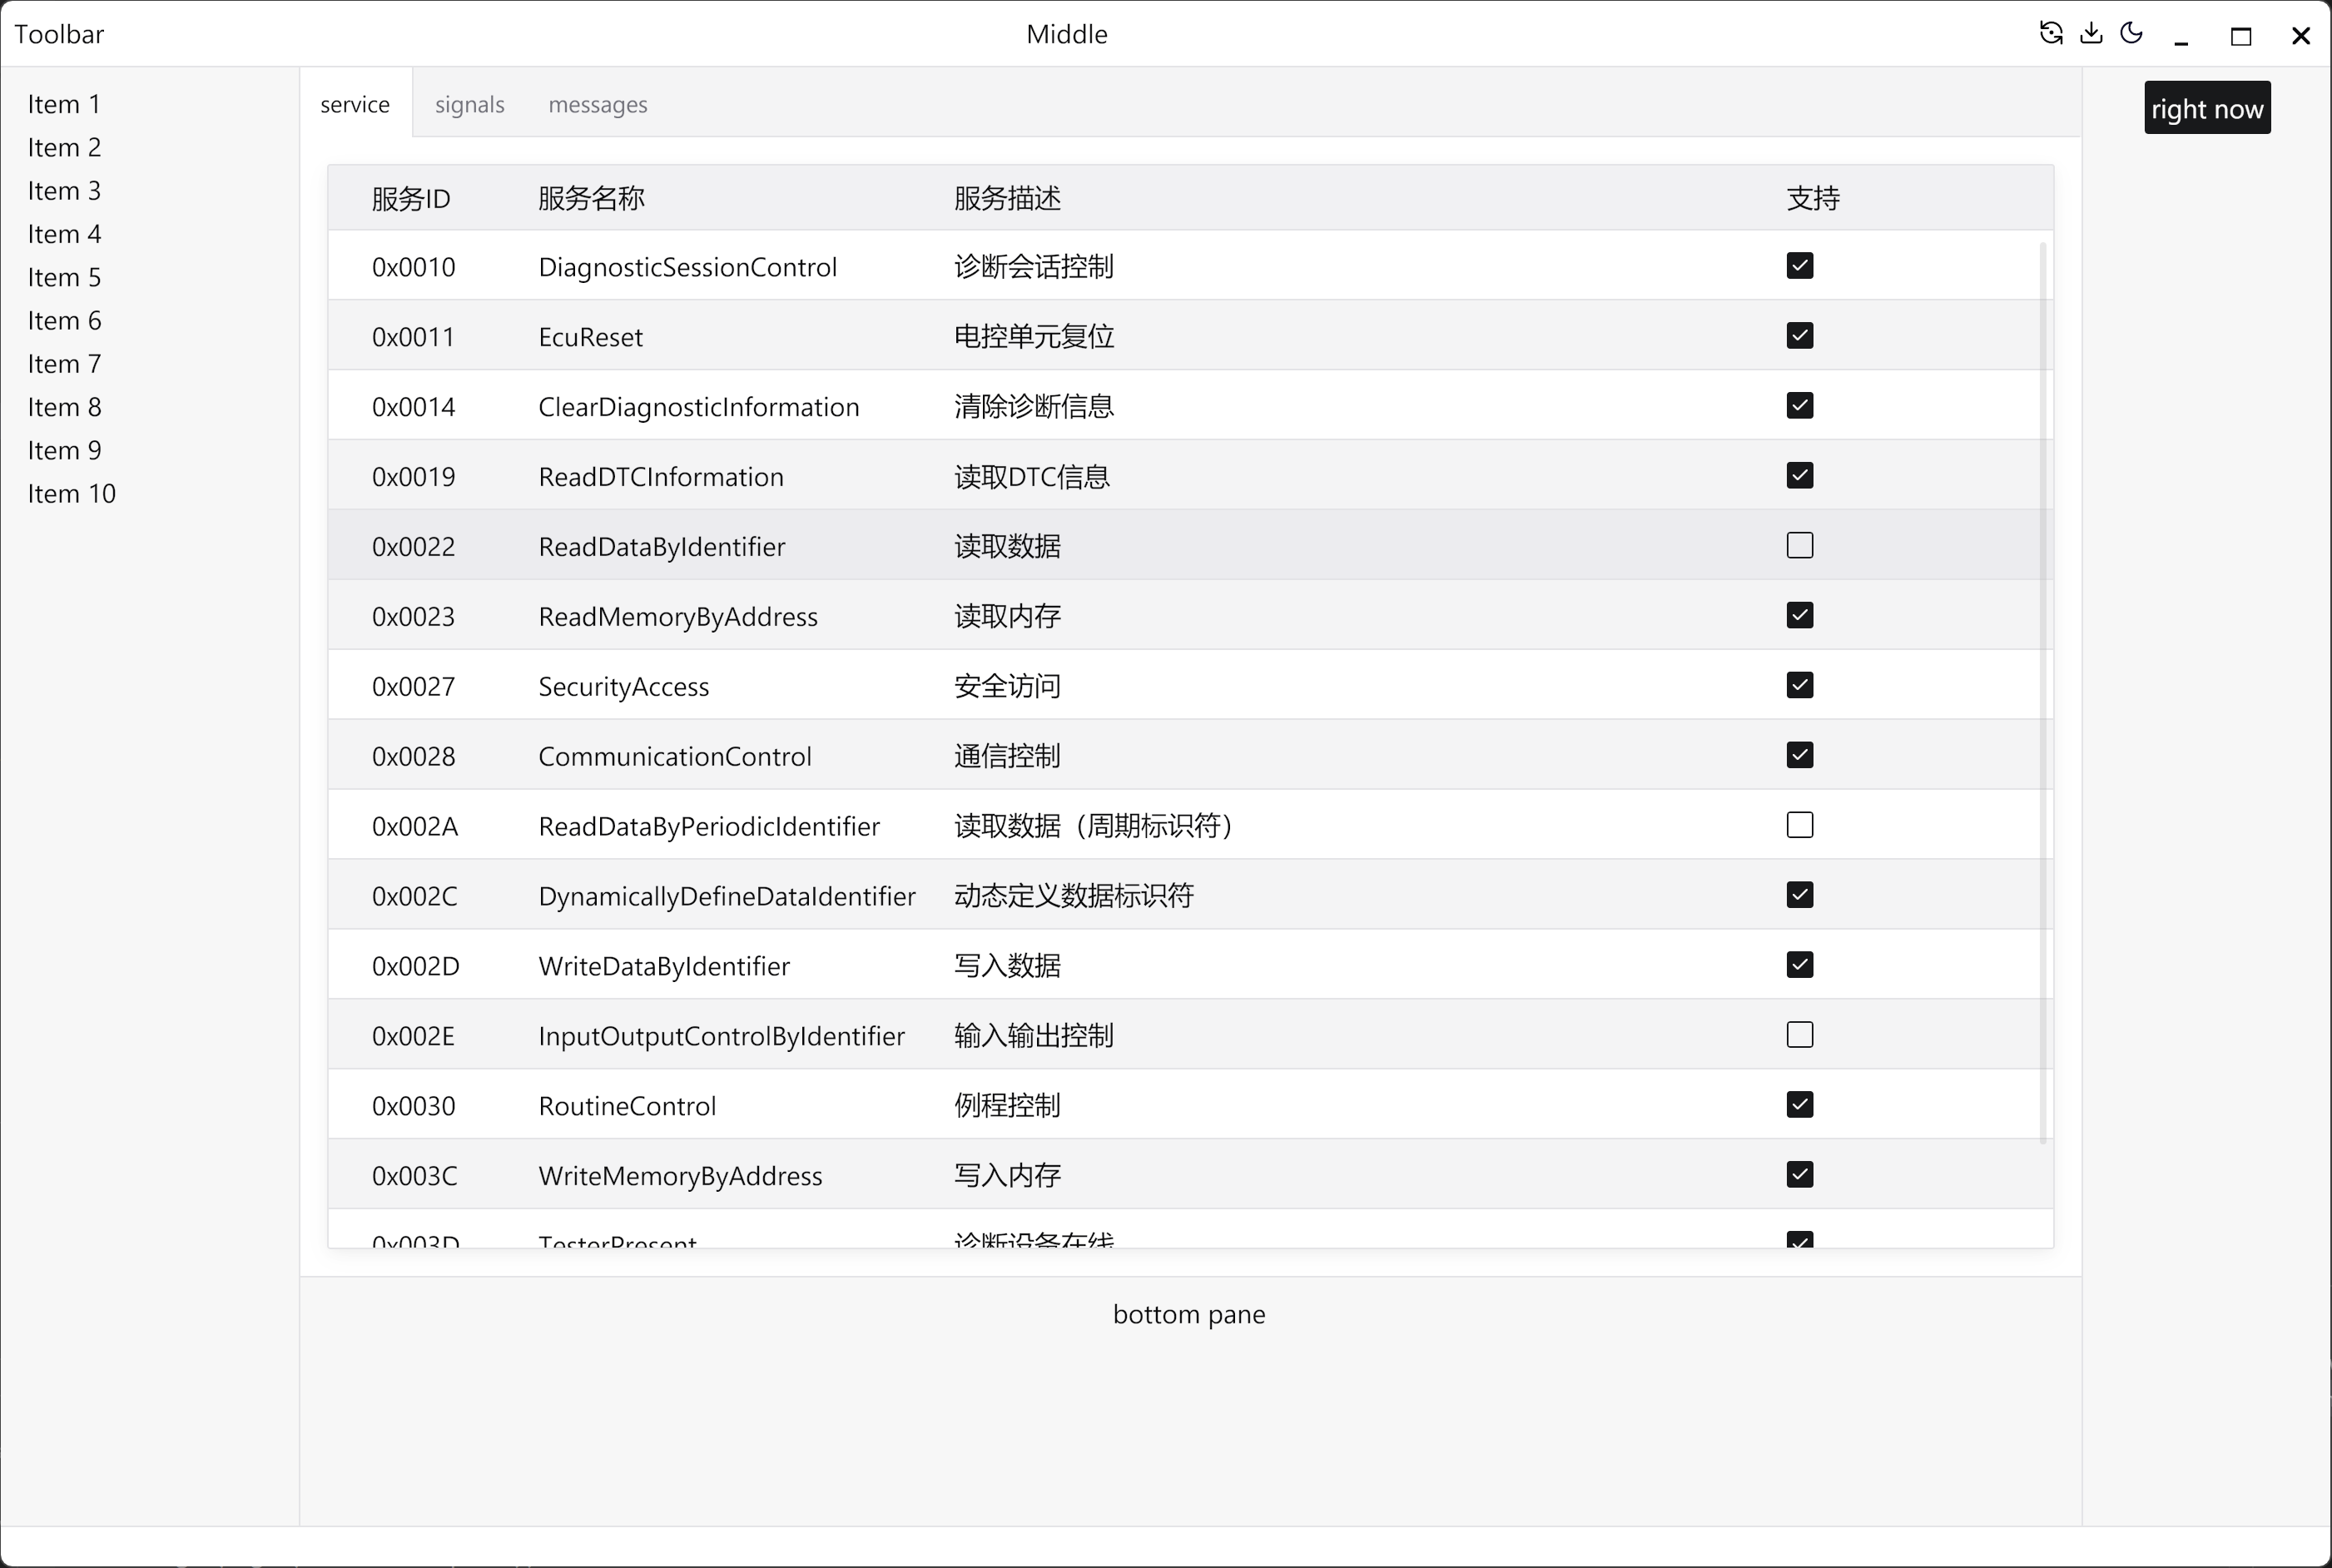 Toolbar Middle
Item 1
Item 2
Item 3
Item 4
Item 5
Item 6
Item 7
Item 8
Item 9
Item 10
service signals messages
服务ID 服务名称 服务描述 支持
0x0010 DiagnosticSessionControl 诊断会话控制
0x0011 EcuReset 电控单元复位
0x0014 ClearDiagnosticInformation 清除诊断信息
0x0019 ReadDTCInformation 读取DTC信息
0x0022 ReadDataByIdentifier 读取数据
0x0023 ReadMemoryByAddress 读取内存
0x0027 SecurityAccess 安全访问
0x0028 CommunicationControl 通信控制
0x002A ReadDataByPeriodicIdentifier 读取数据（周期标识符）
0x002C DynamicallyDefineDataIdentifier 动态定义数据标识符
0x002D WriteDataByIdentifier 写入数据
0x002E InputOutputControlByIdentifier 输入输出控制
0x0030 RoutineControl 例程控制
0x003C WriteMemoryByAddress 写入内存
0x003D TesterPresent 诊断设备在线
bottom pane
right now